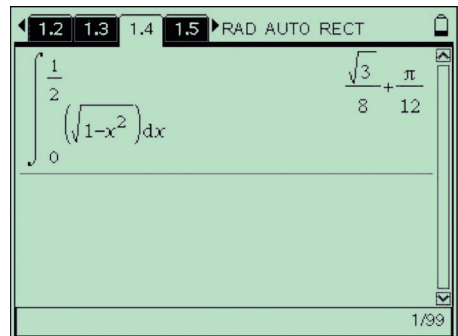 1.2 1.3 1.4 1.5 RAD AUTO RECT
∫₀^(1/2) (√(1-x²))dx √3/8 + π/12
1/99